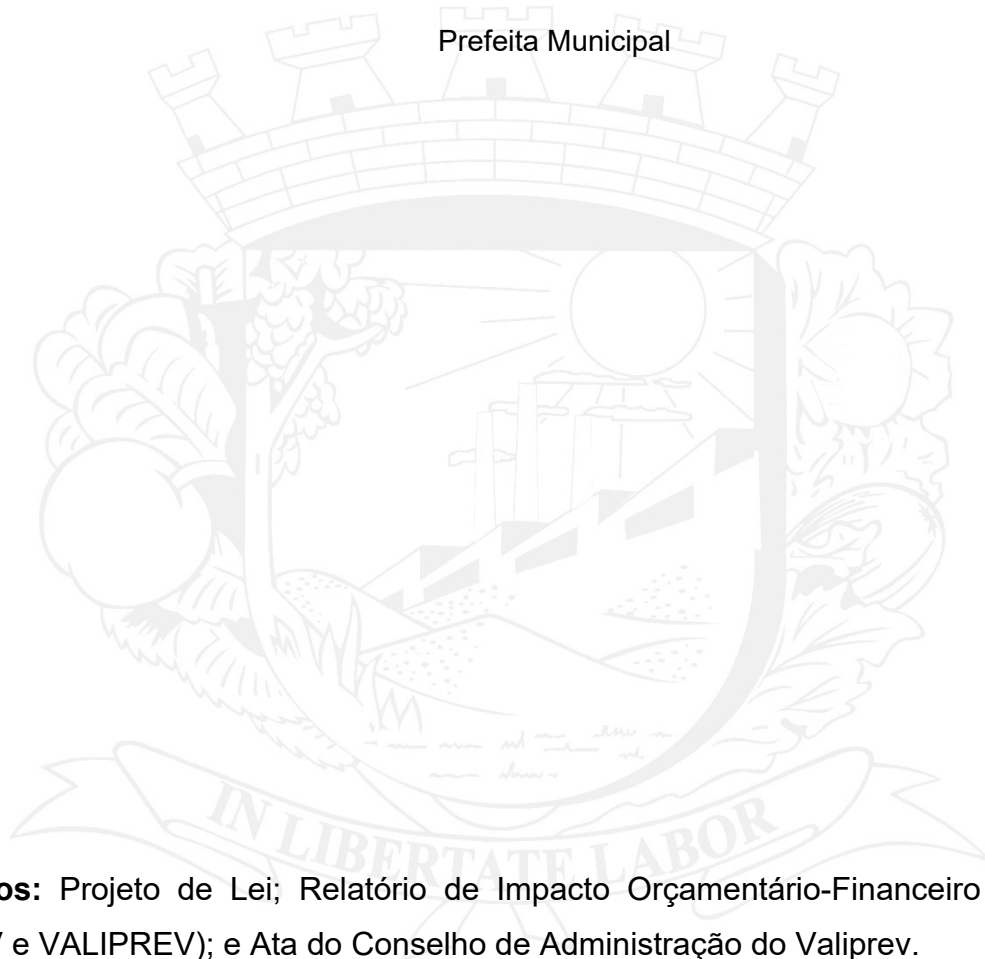 Prefeita Municipal
IN LIBERTATE LABOR
os: Projeto de Lei; Relatório de Impacto Orçamentário-Financeiro
e VALIPREV); e Ata do Conselho de Administração do Valiprev.